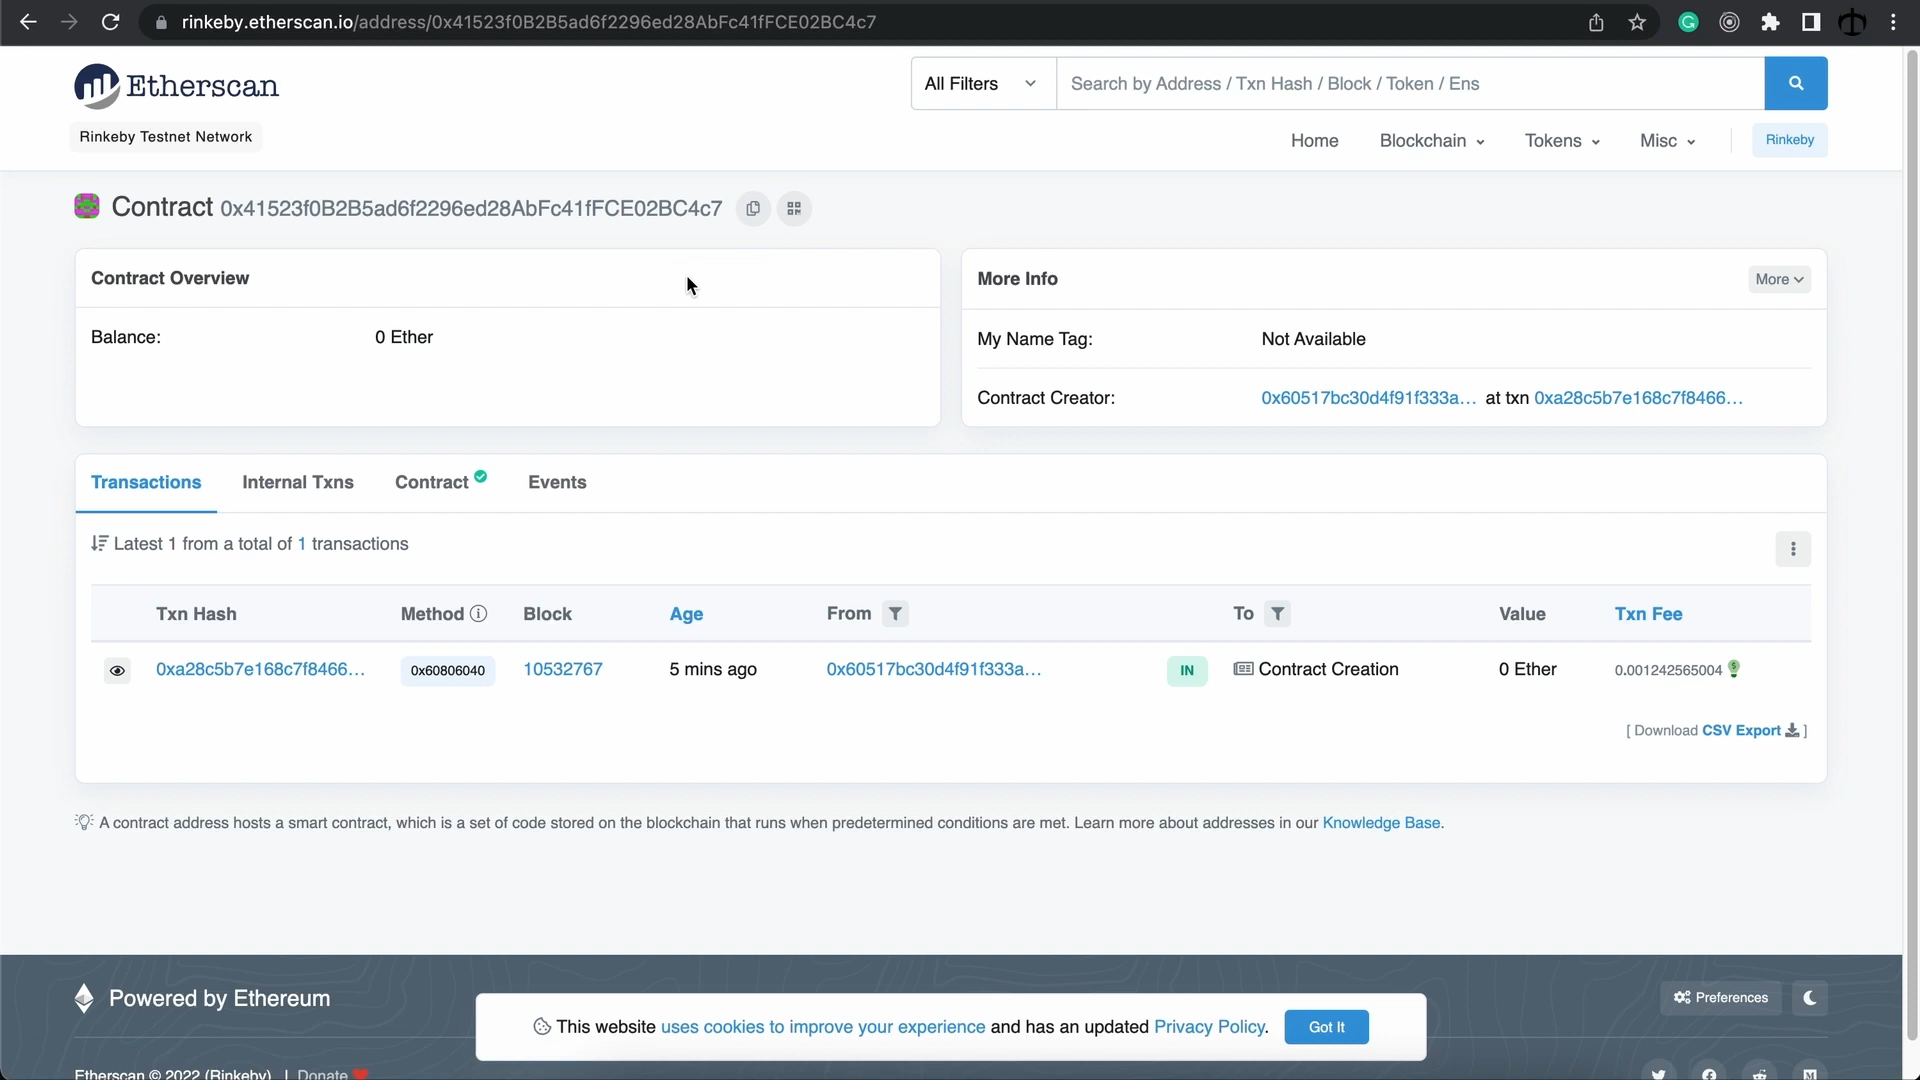 rinkeby.etherscan.io/address/0x41523f0B2B5ad6f2296ed28AbFc41fFCE02BC4c7
Etherscan
All Filters
Search by Address / Txn Hash / Block / Token / Ens
Rinkeby Testnet Network
Home Blockchain Tokens Misc Rinkeby
Contract 0x41523f0B2B5ad6f2296ed28AbFc41fFCE02BC4c7
Contract Overview
Balance: 0 Ether
More Info
More
My Name Tag: Not Available
Contract Creator: 0x60517bc30d4f91f333a... at txn 0xa28c5b7e168c7f8466...
Transactions Internal Txns Contract Events
Latest 1 from a total of 1 transactions
Txn Hash Method Block Age From To Value Txn Fee
0xa28c5b7e168c7f8466... 0x60806040 10532767 5 mins ago 0x60517bc30d4f91f333a... IN Contract Creation 0 Ether 0.001242565004
[ Download CSV Export ]
A contract address hosts a smart contract, which is a set of code stored on the blockchain that runs when predetermined conditions are met. Learn more about addresses in our Knowledge Base.
Powered by Ethereum
Preferences
This website uses cookies to improve your experience and has an updated Privacy Policy.
Got It
Etherscan © 2022 (Rinkeby) | Donate